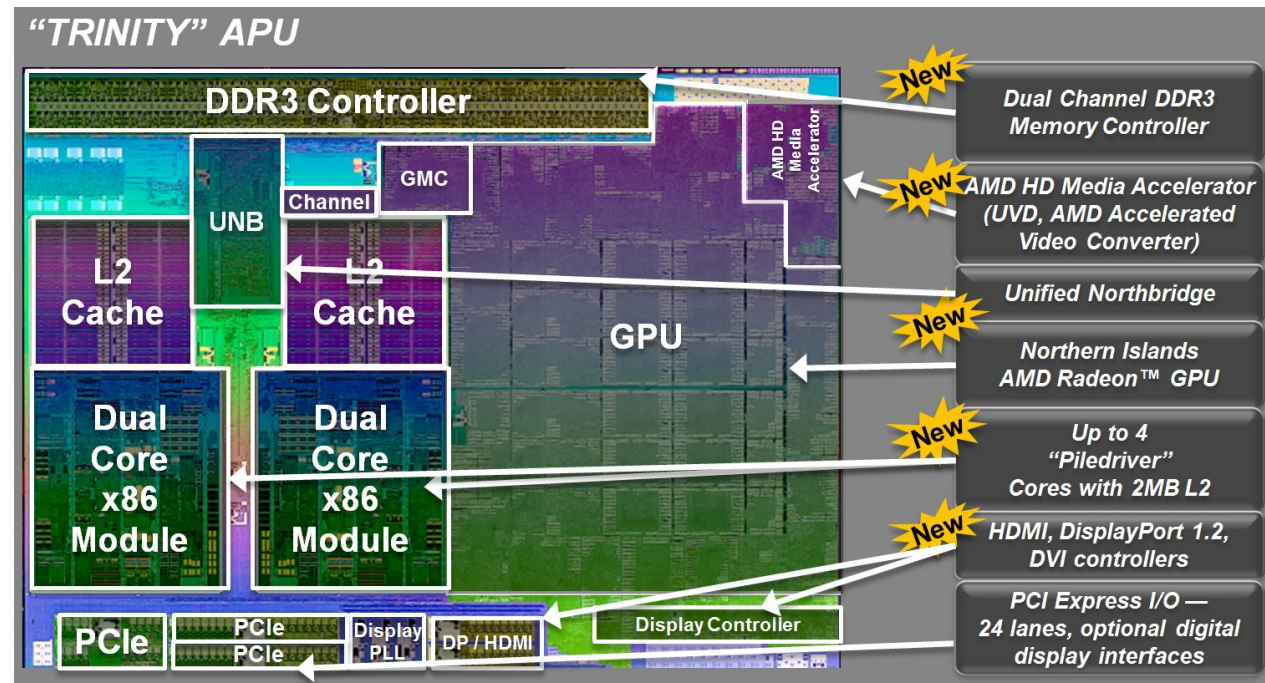 “TRINITY” APU
DDR3 Controller
AMD HD
Media
Accelerator
GMC
Channel
UNB
L2
Cache
L2
Cache
GPU
Dual
Core
x86
Module
Dual
Core
x86
Module
PCIe
PCIe
PCIe
Display
PLL
DP / HDMI
Display Controller
New
Dual Channel DDR3
Memory Controller
New
AMD HD Media Accelerator
(UVD, AMD Accelerated
Video Converter)
Unified Northbridge
New
Northern Islands
AMD Radeon™ GPU
New
Up to 4
“Piledriver”
Cores with 2MB L2
New
HDMI, DisplayPort 1.2,
DVI controllers
PCI Express I/O —
24 lanes, optional digital
display interfaces